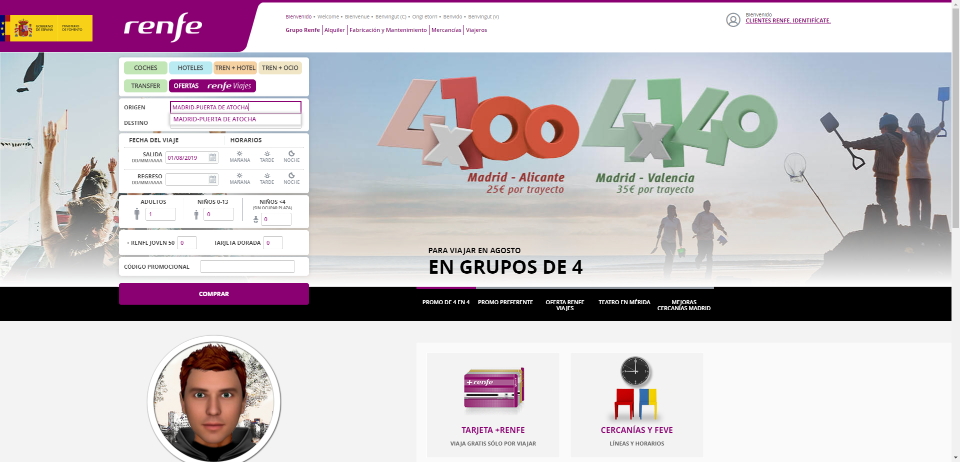 GOBIERNO DE ESPAÑA
MINISTERIO DE FOMENTO
renfe
Bienvenido • Welcome • Bienvenue • Benvingut (c) • Ongi etorri • Benvido • Benvingut (v)
Grupo Renfe | Alquiler | Fabricación y Mantenimiento | Mercancías | Viajeros
Bienvenido
CLIENTES RENFE. IDENTIFÍCATE.
COCHES
HOTELES
TREN + HOTEL
TREN + OCIO
TRANSFER
OFERTAS renfe Viajes
ORIGEN
MADRID-PUERTA DE ATOCHA
MADRID-PUERTA DE ATOCHA
DESTINO
FECHA DEL VIAJE
HORARIOS
SALIDA
DD/MM/AAAA
01/08/2019
MAÑANA
TARDE
NOCHE
REGRESO
DD/MM/AAAA
MAÑANA
TARDE
NOCHE
ADULTOS
NIÑOS 0-13
NIÑOS <4
(SIN OCUPAR PLAZA)
1
0
0
+ RENFE JOVEN 50
0
TARJETA DORADA
0
CÓDIGO PROMOCIONAL
COMPRAR
4x100
Madrid - Alicante
25€ por trayecto
4x140
Madrid - Valencia
35€ por trayecto
PARA VIAJAR EN AGOSTO
EN GRUPOS DE 4
PROMO DE 4 EN 4
PROMO PREFERENTE
OFERTA RENFE VIAJES
TEATRO EN MÉRIDA
MEJORAS CERCANÍAS MADRID
+renfe
TARJETA +RENFE
VIAJA GRATIS SÓLO POR VIAJAR
CERCANÍAS Y FEVE
LÍNEAS Y HORARIOS